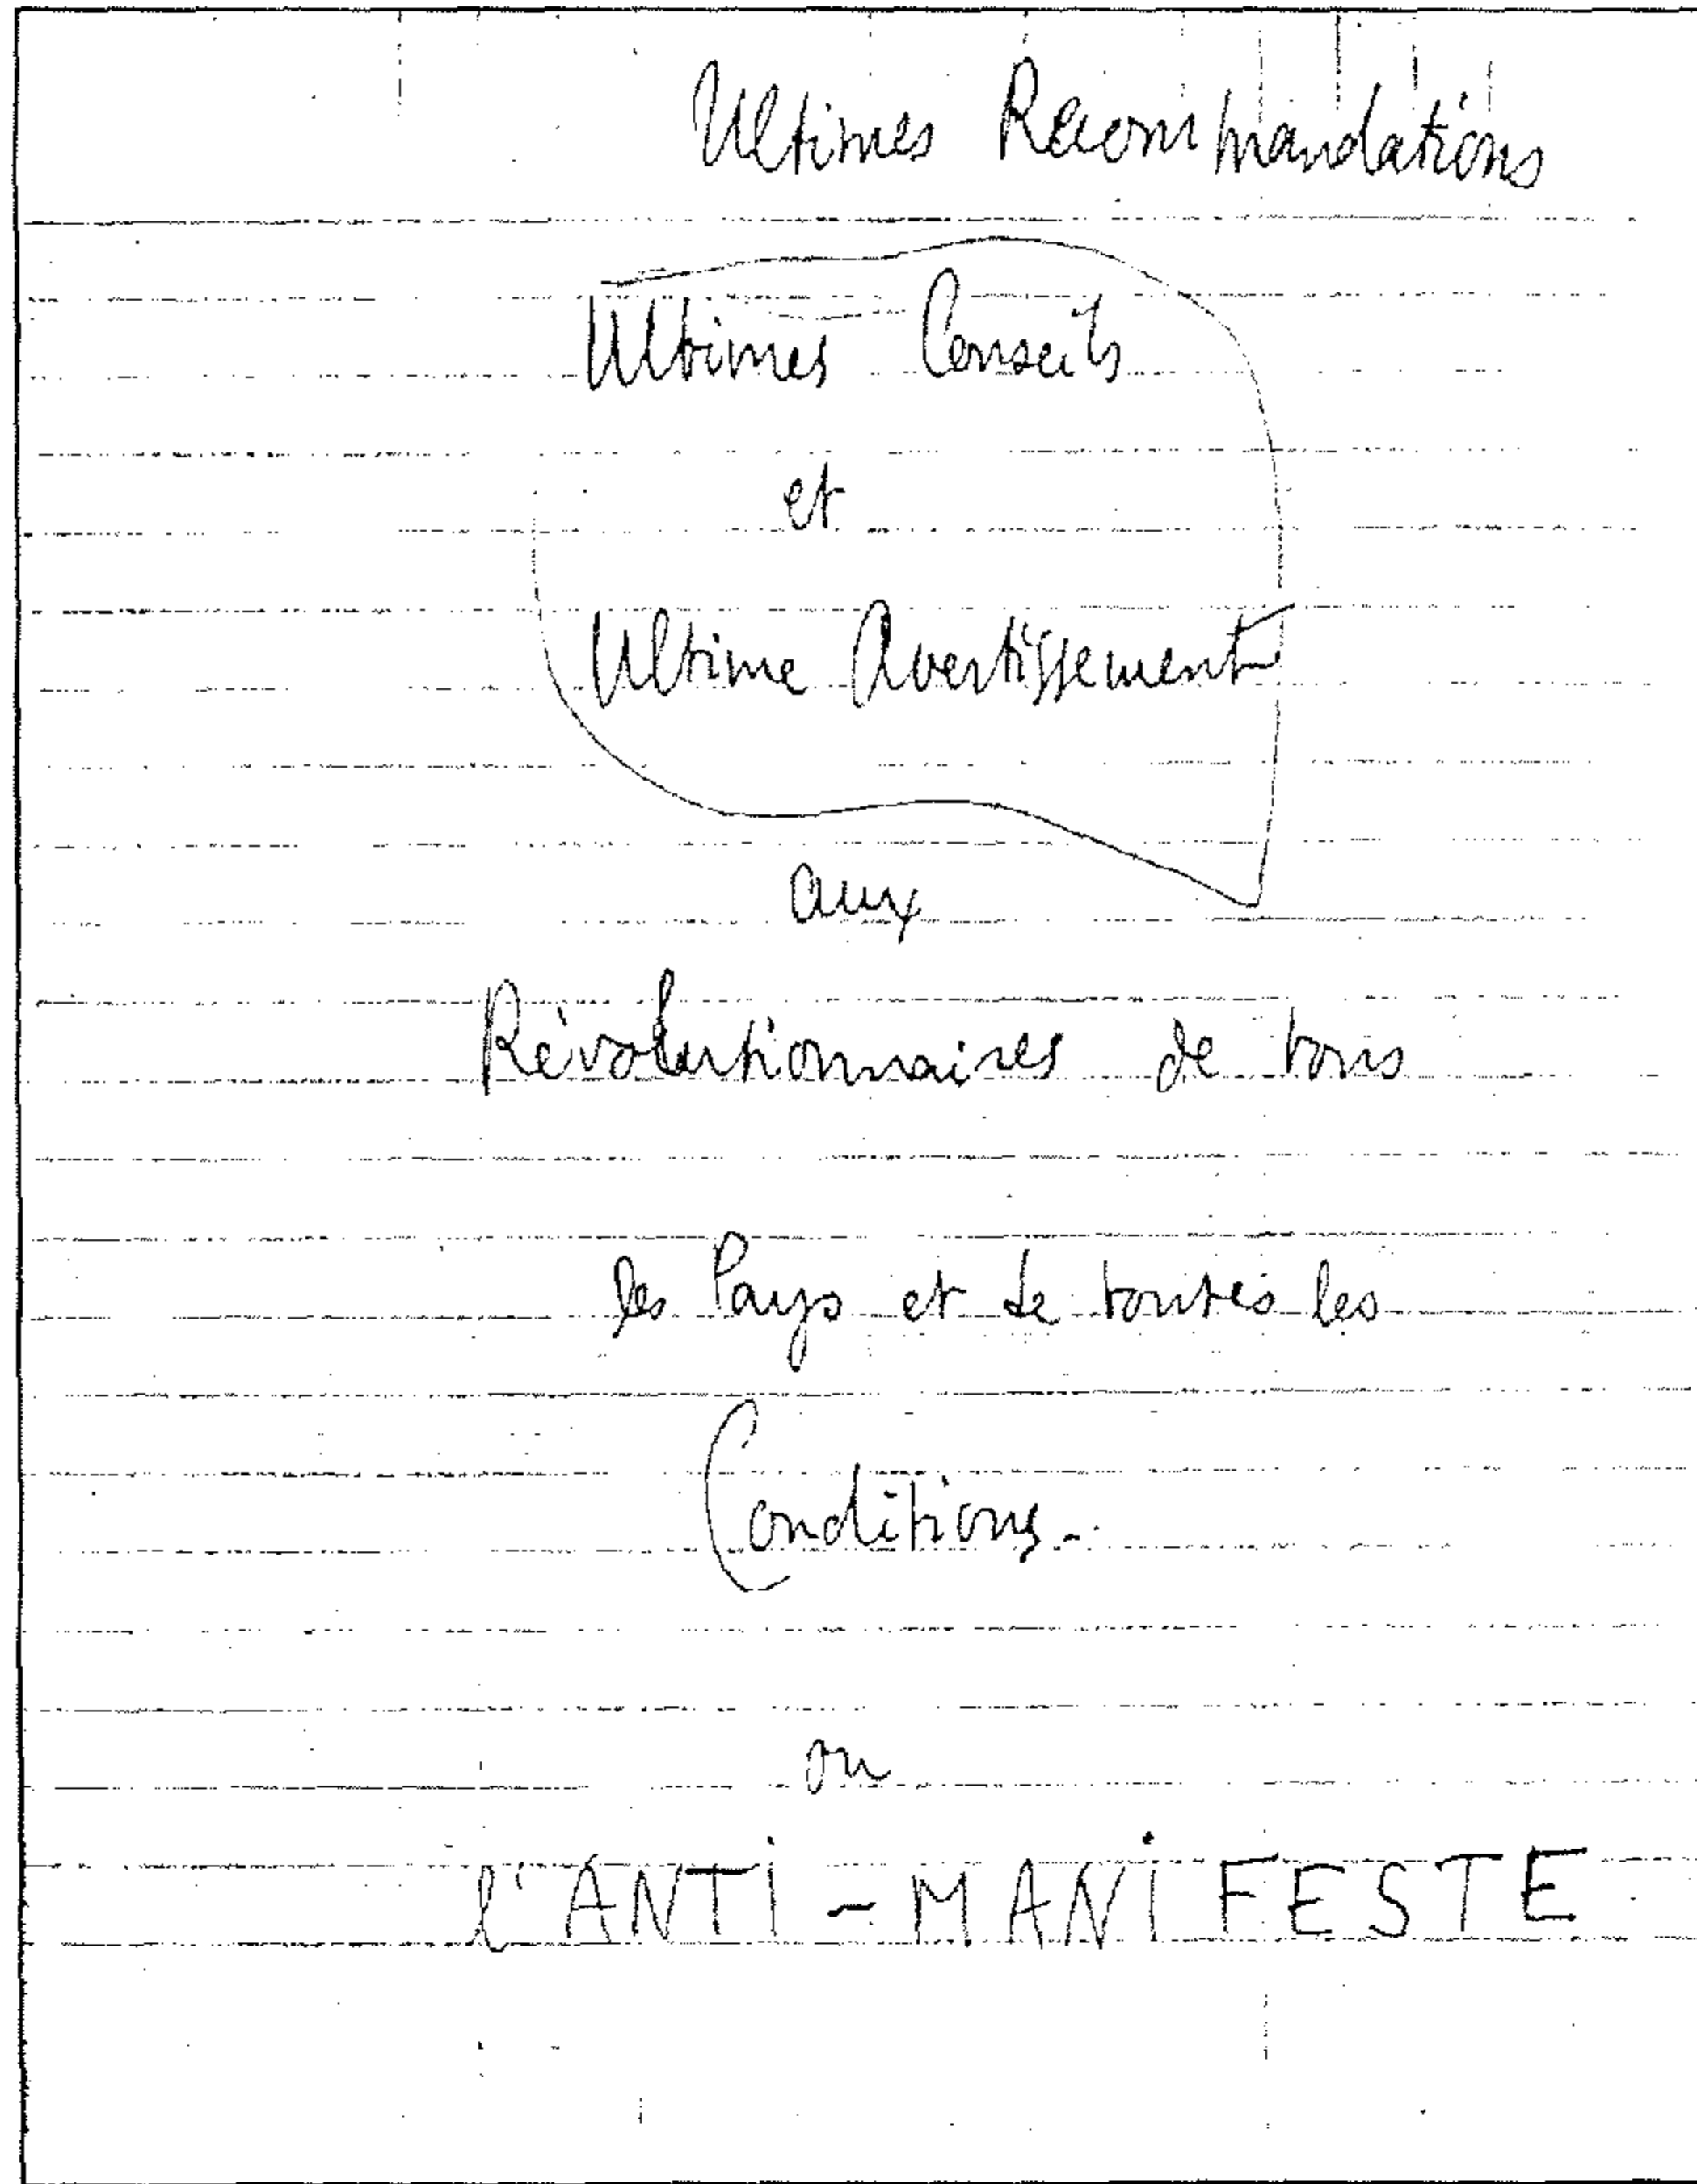 Ultimes Recommandations
Ultimes Conseils
et
Ultime Avertissement
aux
Révolutionnaires de tous
les Pays et de toutes les
Conditions.
ou
l'ANTI-MANIFESTE